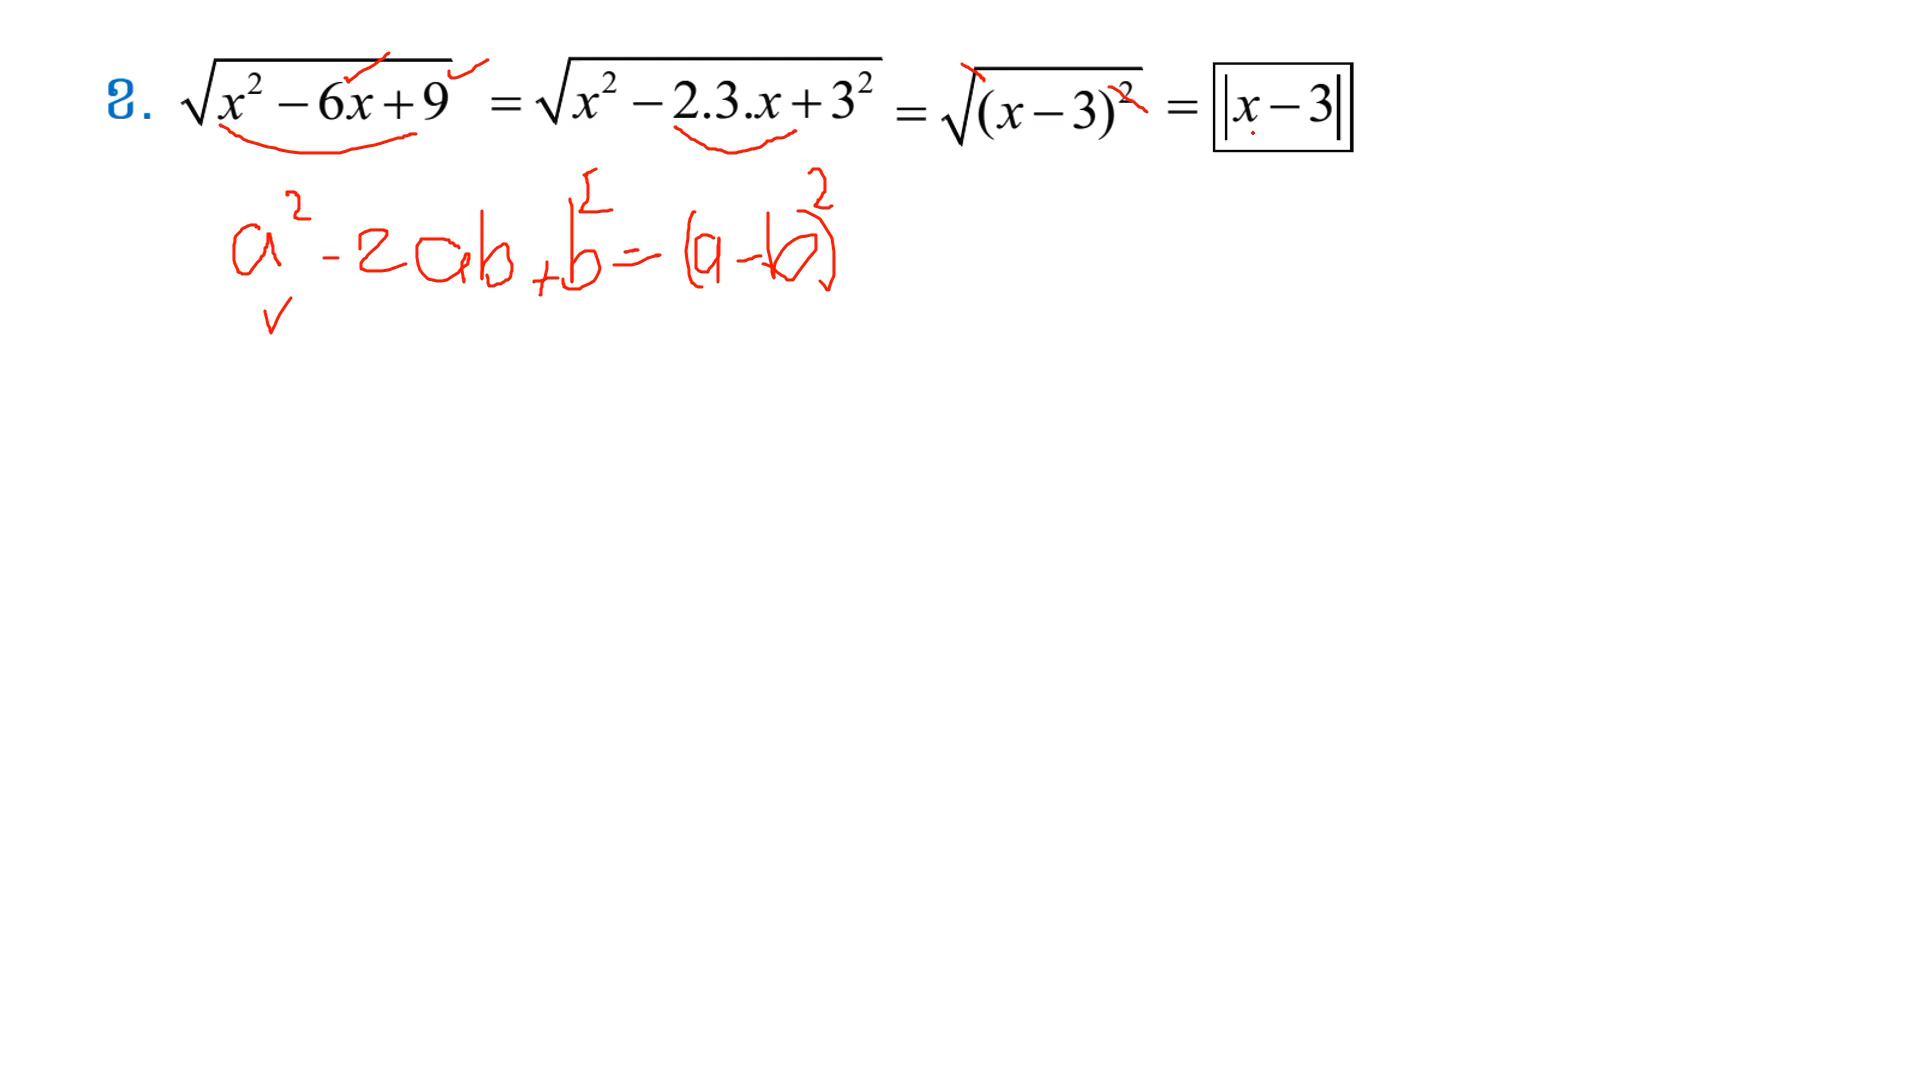 8. √(x² − 6x + 9) = √(x² − 2.3.x + 3²) = √((x − 3)²) = |x − 3|
a² - 2ab + b² = (a - b)²